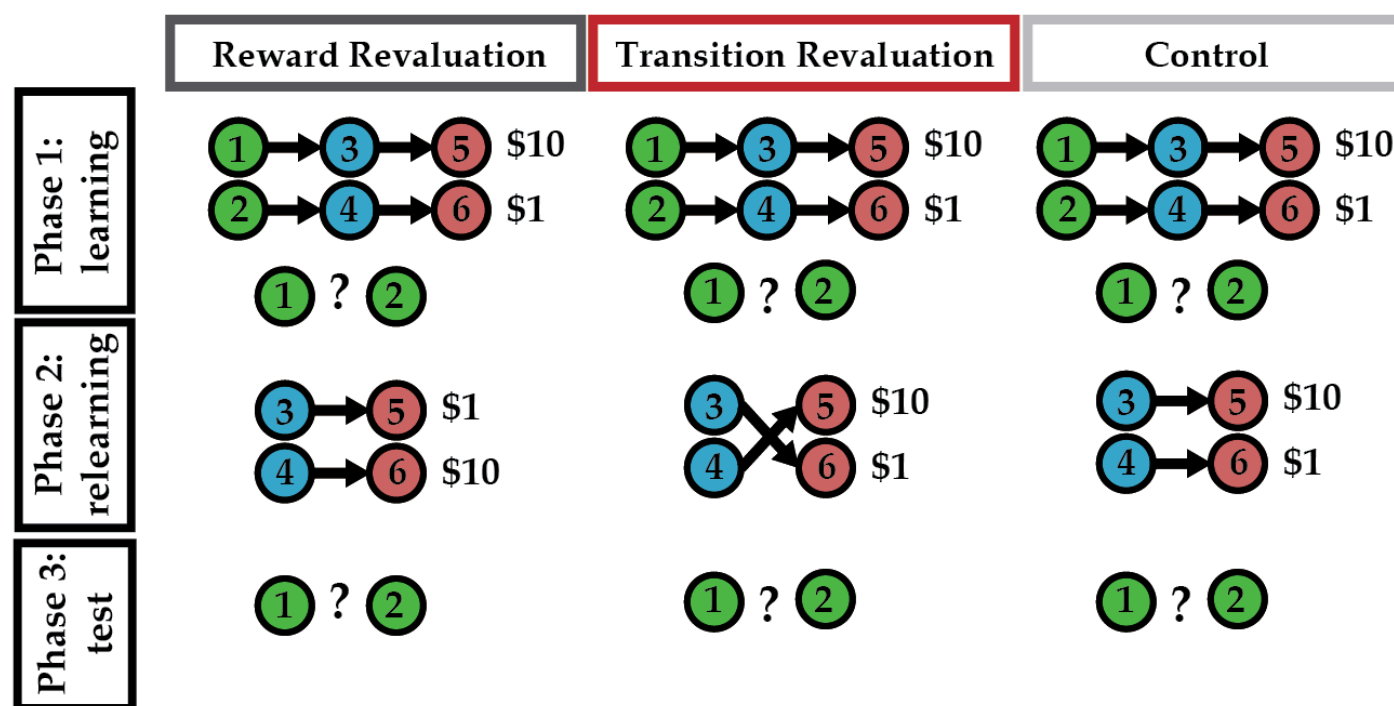 Reward Revaluation
Transition Revaluation
Control
Phase 1:
learning
1 3 5 $10
2 4 6 $1
1 ? 2
1 3 5 $10
2 4 6 $1
1 ? 2
1 3 5 $10
2 4 6 $1
1 ? 2
Phase 2:
relearning
3 5 $1
4 6 $10
3 5 $10
4 6 $1
3 5 $10
4 6 $1
Phase 3:
test
1 ? 2
1 ? 2
1 ? 2